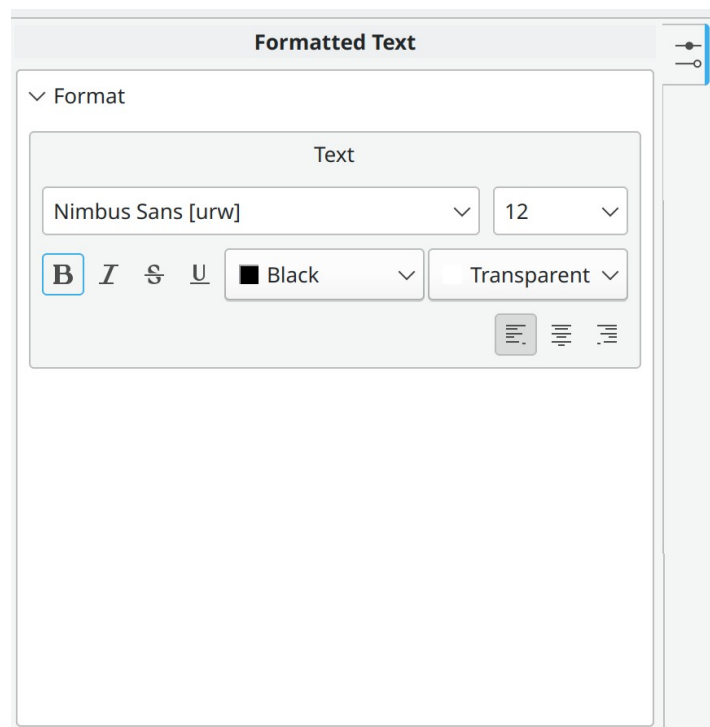 Formatted Text
Format
Text
Nimbus Sans [urw] 12
B I S U Black Transparent